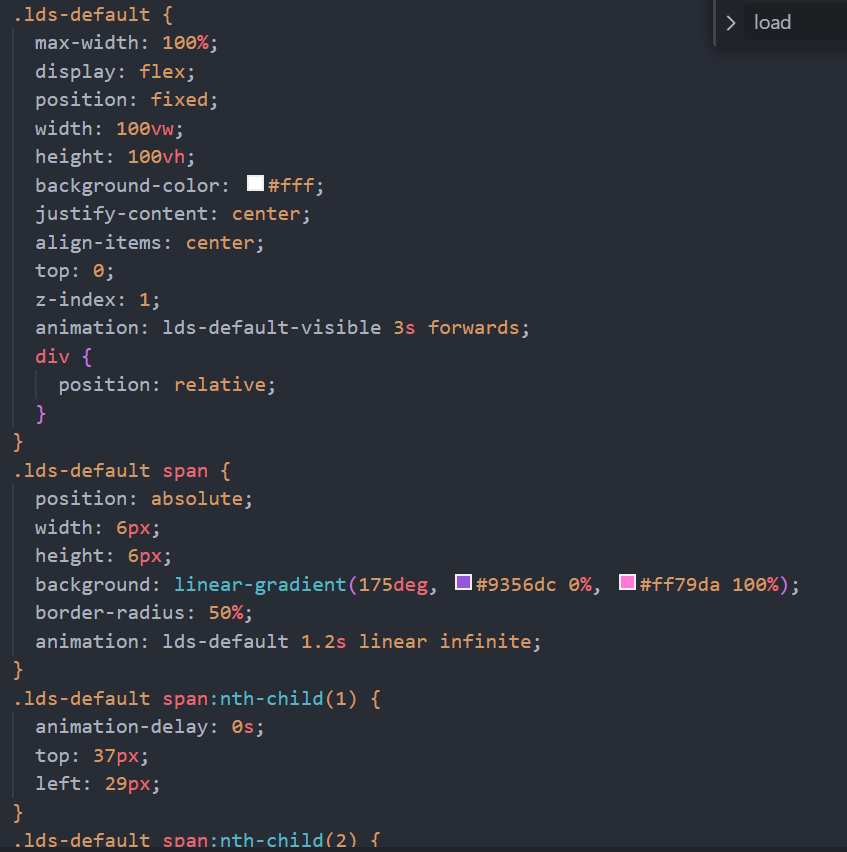 .lds-default {
load
max-width: 100%;
display: flex;
position: fixed;
width: 100vw;
height: 100vh;
background-color: #fff;
justify-content: center;
align-items: center;
top: 0;
z-index: 1;
animation: lds-default-visible 3s forwards;
div {
position: relative;
}
}
.lds-default span {
position: absolute;
width: 6px;
height: 6px;
background: linear-gradient(175deg, #9356dc 0%, #ff79da 100%);
border-radius: 50%;
animation: lds-default 1.2s linear infinite;
}
.lds-default span:nth-child(1) {
animation-delay: 0s;
top: 37px;
left: 29px;
}
.lds-default span:nth-child(2) {